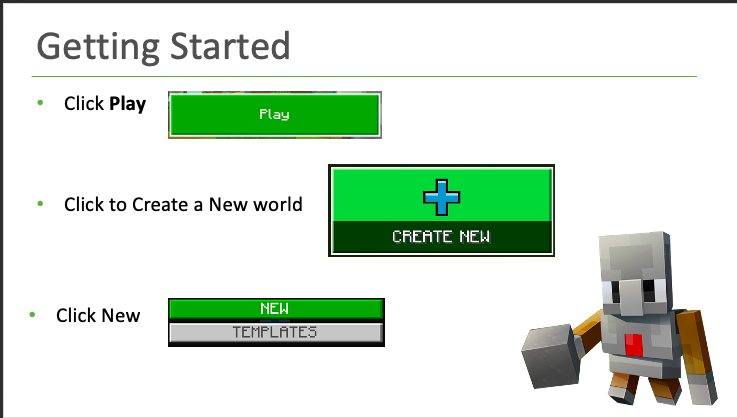 Getting Started
• Click Play
Play
• Click to Create a New world
CREATE NEW
• Click New
NEW
TEMPLATES